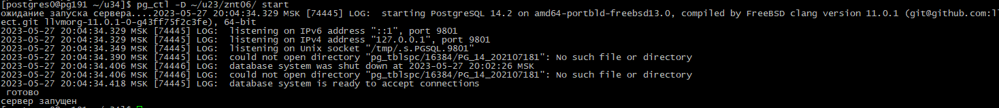 [postgres0@pg191 ~/u34]$ pg_ctl -D ~/u23/znt06/ start
ожидание запуска сервера....2023-05-27 20:04:34.329 MSK [74445] LOG:  starting PostgreSQL 14.2 on amd64-portbld-freebsd13.0, compiled by FreeBSD clang version 11.0.1 (git@github.com:ll
ect.git llvmorg-11.0.1-0-g43ff75f2c3fe), 64-bit
2023-05-27 20:04:34.329 MSK [74445] LOG:  listening on IPv6 address "::1", port 9801
2023-05-27 20:04:34.329 MSK [74445] LOG:  listening on IPv4 address "127.0.0.1", port 9801
2023-05-27 20:04:34.349 MSK [74445] LOG:  listening on Unix socket "/tmp/.s.PGSQL.9801"
2023-05-27 20:04:34.390 MSK [74445] LOG:  could not open directory "pg_tblspc/16384/PG_14_202107181": No such file or directory
2023-05-27 20:04:34.406 MSK [74446] LOG:  database system was shut down at 2023-05-27 20:02:26 MSK
2023-05-27 20:04:34.406 MSK [74446] LOG:  could not open directory "pg_tblspc/16384/PG_14_202107181": No such file or directory
2023-05-27 20:04:34.418 MSK [74445] LOG:  database system is ready to accept connections
готово
сервер запущен